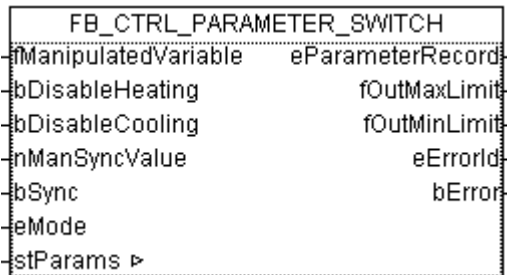 FB_CTRL_PARAMETER_SWITCH
fManipulatedVariable eParameterRecord
bDisableHeating fOutMaxLimit
bDisableCooling fOutMinLimit
nManSyncValue eErrorId
bSync bError
eMode
stParams ▷